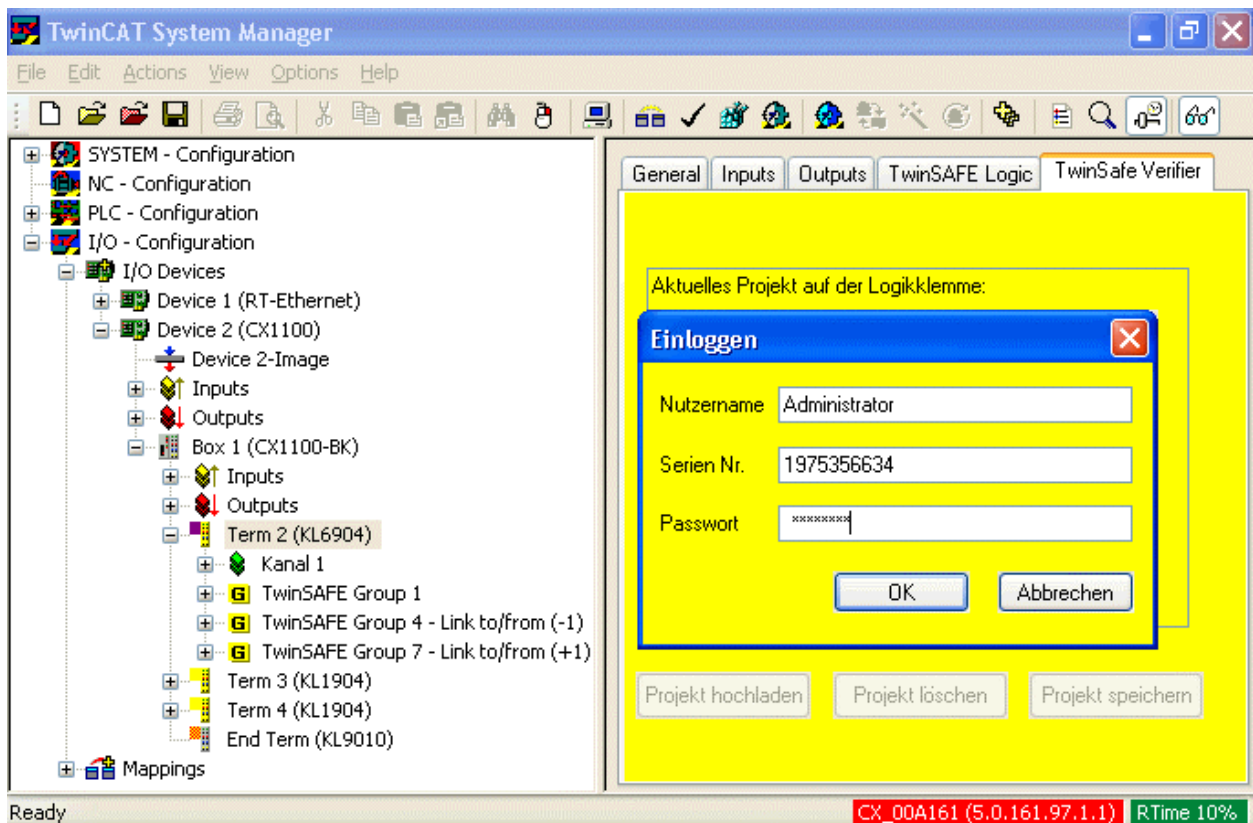 TwinCAT System Manager
File Edit Actions View Options Help
SYSTEM - Configuration
NC - Configuration
PLC - Configuration
I/O - Configuration
I/O Devices
Device 1 (RT-Ethernet)
Device 2 (CX1100)
Device 2-Image
Inputs
Outputs
Box 1 (CX1100-BK)
Inputs
Outputs
Term 2 (KL6904)
Kanal 1
G TwinSAFE Group 1
G TwinSAFE Group 4 - Link to/from (-1)
G TwinSAFE Group 7 - Link to/from (+1)
Term 3 (KL1904)
Term 4 (KL1904)
End Term (KL9010)
Mappings
General Inputs Outputs TwinSAFE Logic TwinSafe Verifier
Aktuelles Projekt auf der Logikklemme:
Einloggen
Nutzername Administrator
Serien Nr. 1975356634
Passwort ********
OK Abbrechen
Projekt hochladen Projekt löschen Projekt speichern
Ready CX_00A161 (5.0.161.97.1.1) RTime 10%